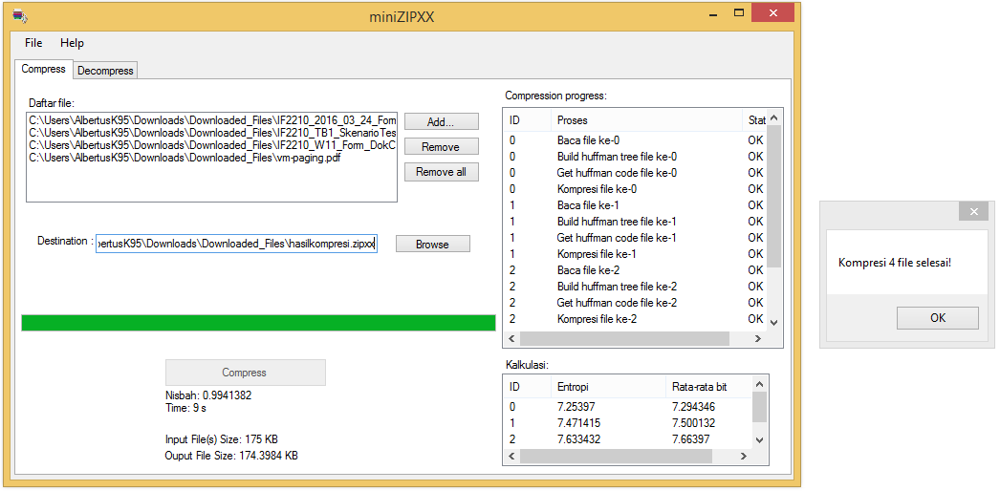 miniZIPXX
File Help
Compress Decompress
Daftar file:
C:\Users\AlbertusK95\Downloads\Downloaded_Files\IF2210_2016_03_24_Form
C:\Users\AlbertusK95\Downloads\Downloaded_Files\IF2210_TB1_SkenarioTes
C:\Users\AlbertusK95\Downloads\Downloaded_Files\IF2210_W11_Form_DokC
C:\Users\AlbertusK95\Downloads\Downloaded_Files\vm-paging.pdf
Add...
Remove
Remove all
Destination : bertusK95\Downloads\Downloaded_Files\hasilkompresi.zipxx Browse
Compress
Nisbah: 0.9941382
Time: 9 s
Input File(s) Size: 175 KB
Ouput File Size: 174.3984 KB
Compression progress:
ID Proses Stat
0 Baca file ke-0 OK
0 Build huffman tree file ke-0 OK
0 Get huffman code file ke-0 OK
0 Kompresi file ke-0 OK
1 Baca file ke-1 OK
1 Build huffman tree file ke-1 OK
1 Get huffman code file ke-1 OK
1 Kompresi file ke-1 OK
2 Baca file ke-2 OK
2 Build huffman tree file ke-2 OK
2 Get huffman code file ke-2 OK
2 Kompresi file ke-2 OK
Kalkulasi:
ID Entropi Rata-rata bit
0 7.25397 7.294346
1 7.471415 7.500132
2 7.633432 7.66397
Kompresi 4 file selesai!
OK